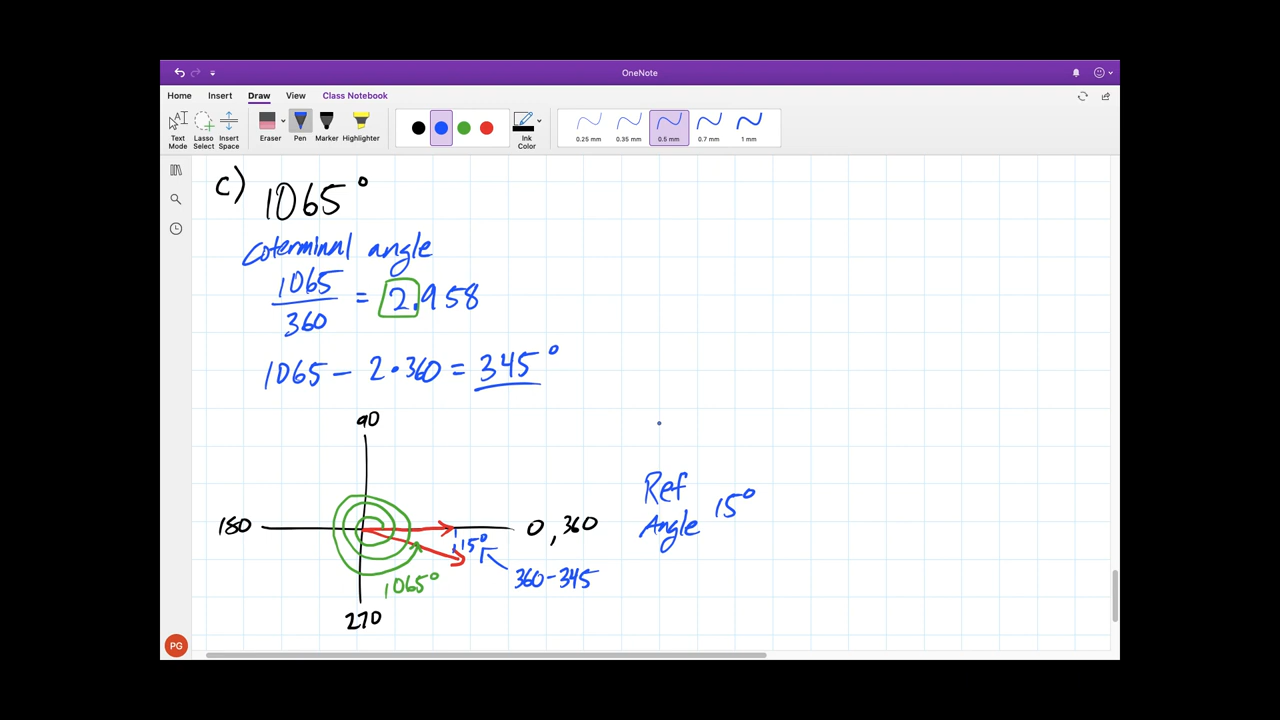 OneNote
Home Insert Draw View Class Notebook
Text Mode
Lasso Select
Insert Space
Eraser
Pen
Marker
Highlighter
Ink Color
0.25 mm 0.35 mm 0.5 mm 0.7 mm 1 mm
c) 1065°
coterminal angle
1065/360 = 2.958
1065 - 2·360 = 345°
90
180
0, 360
15°
360-345
1065°
270
Ref
Angle 15°
PG